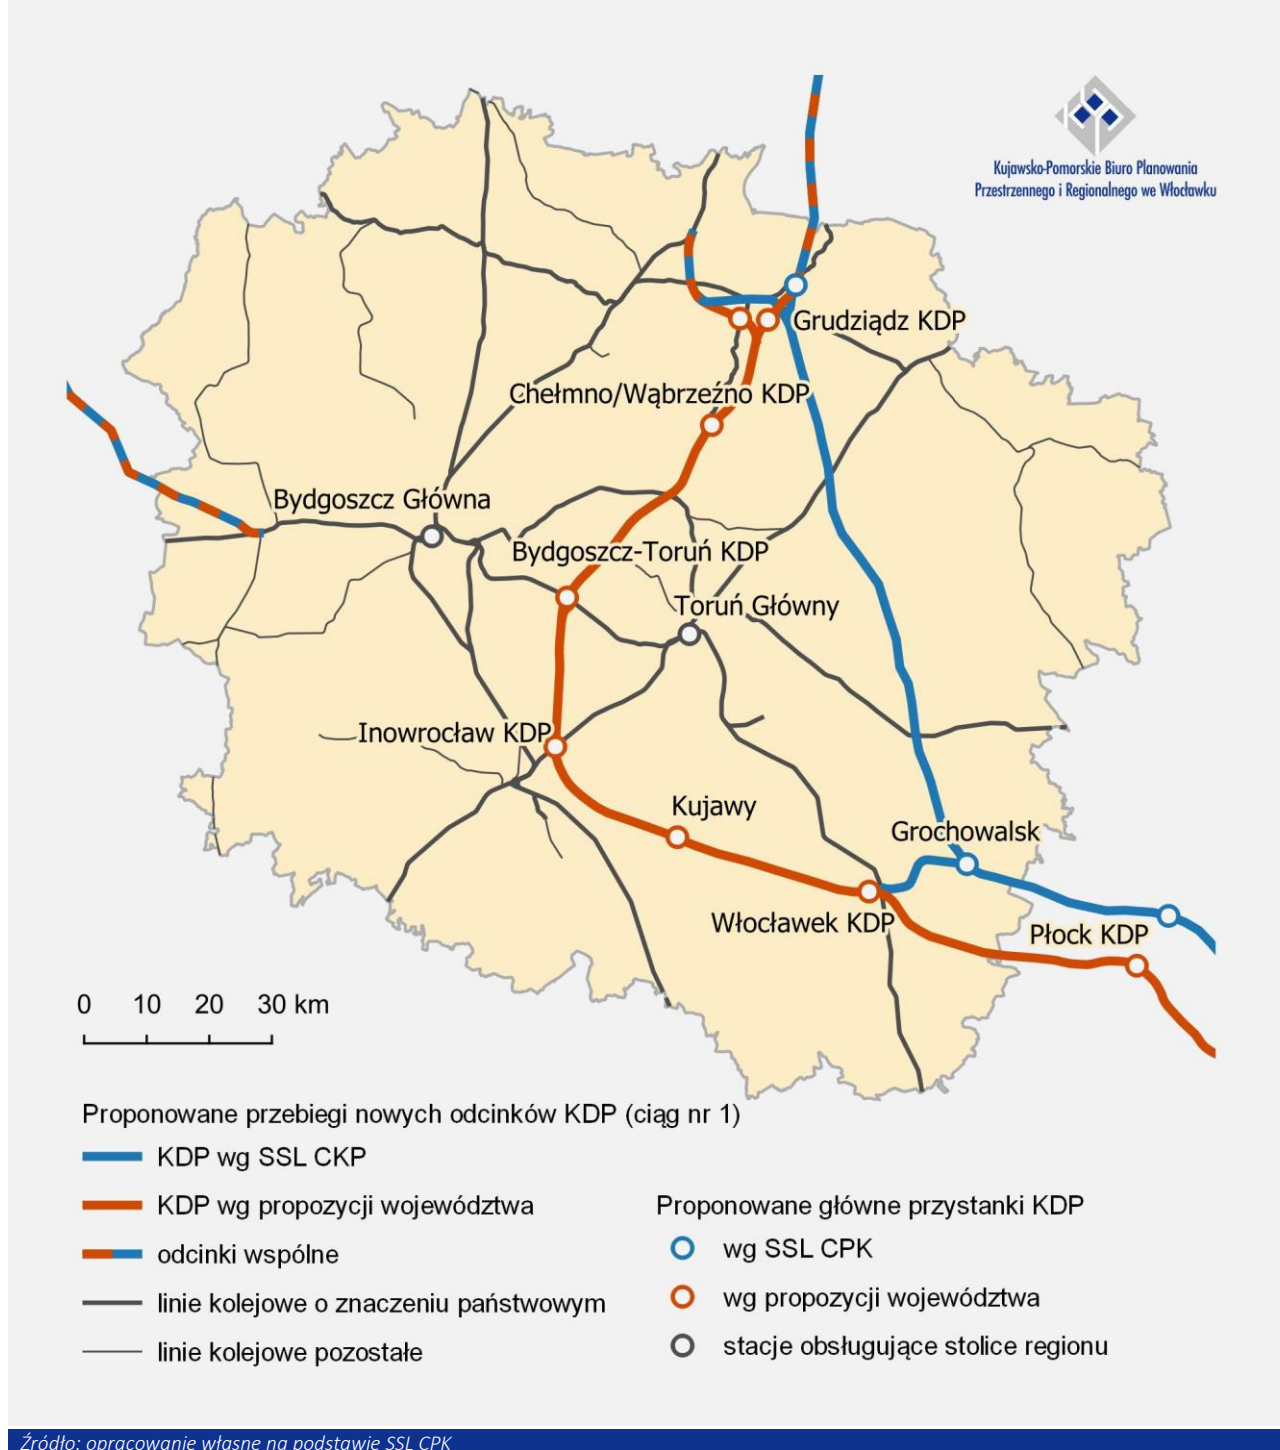 Kujawsko-Pomorskie Biuro Planowania
Przestrzennego i Regionalnego we Włocławku
Grudziądz KDP
Chełmno/Wąbrzeźno KDP
Bydgoszcz Główna
Bydgoszcz-Toruń KDP
Toruń Główny
Inowrocław KDP
Kujawy
Grochowalsk
Włocławek KDP
Płock KDP
0 10 20 30 km
Proponowane przebiegi nowych odcinków KDP (ciąg nr 1)
KDP wg SSL CKP
KDP wg propozycji województwa
odcinki wspólne
linie kolejowe o znaczeniu państwowym
linie kolejowe pozostałe
Proponowane główne przystanki KDP
wg SSL CPK
wg propozycji województwa
stacje obsługujące stolice regionu
Źródło: opracowanie własne na podstawie SSL CPK